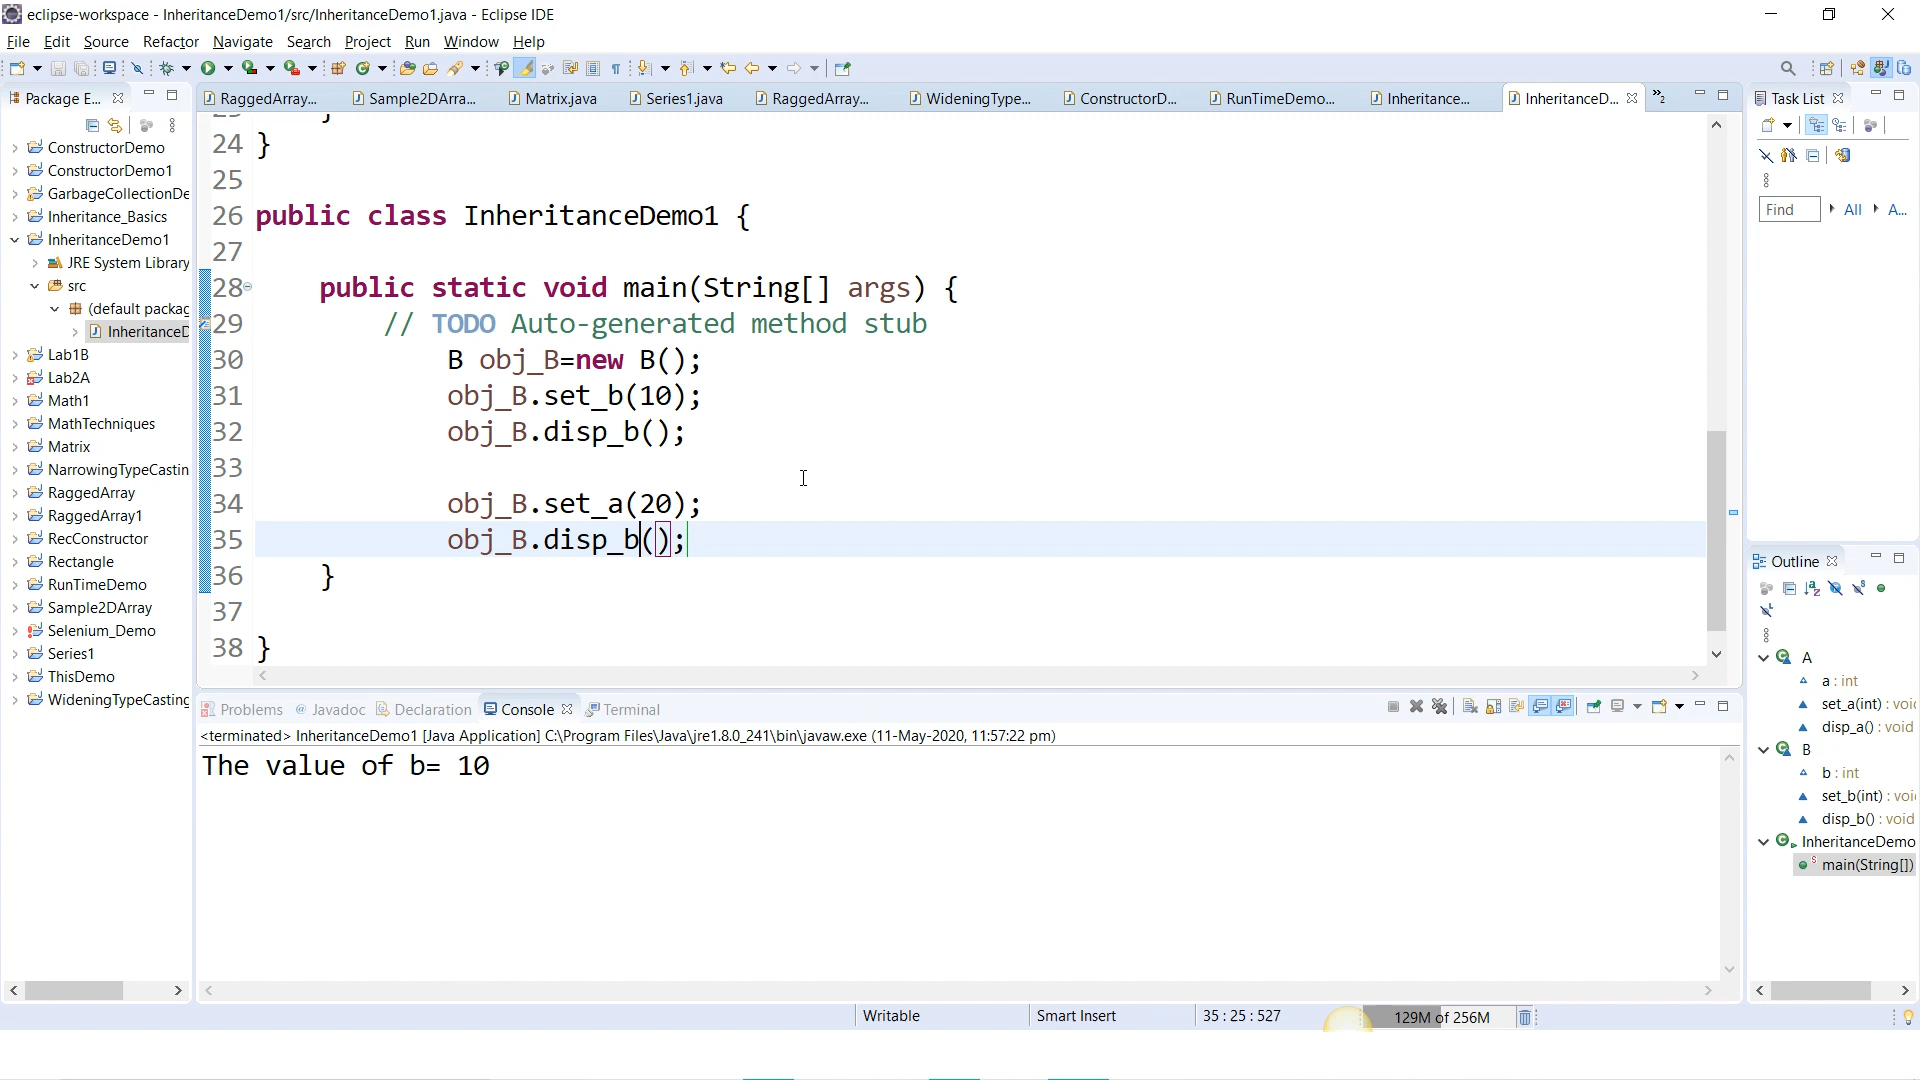 eclipse-workspace - InheritanceDemo1/src/InheritanceDemo1.java - Eclipse IDE
File Edit Source Refactor Navigate Search Project Run Window Help
Package E...
RaggedArray... Sample2DArra... Matrix.java Series1.java RaggedArray... WideningType... ConstructorD... RunTimeDemo... Inheritance... InheritanceD... »2
Task List
ConstructorDemo
ConstructorDemo1
GarbageCollectionDe
Inheritance_Basics
InheritanceDemo1
JRE System Library
src
(default packag
InheritanceD
Lab1B
Lab2A
Math1
MathTechniques
Matrix
NarrowingTypeCastin
RaggedArray
RaggedArray1
RecConstructor
Rectangle
RunTimeDemo
Sample2DArray
Selenium_Demo
Series1
ThisDemo
WideningTypeCasting
24 }
25
26 public class InheritanceDemo1 {
27
28 public static void main(String[] args) {
29 // TODO Auto-generated method stub
30 B obj_B=new B();
31 obj_B.set_b(10);
32 obj_B.disp_b();
33
34 obj_B.set_a(20);
35 obj_B.disp_b();
36 }
37
38 }
Find All A...
Outline
A
a : int
set_a(int) : voi
disp_a() : void
B
b : int
set_b(int) : voi
disp_b() : void
InheritanceDemo
main(String[])
Problems @ Javadoc Declaration Console Terminal
<terminated> InheritanceDemo1 [Java Application] C:\Program Files\Java\jre1.8.0_241\bin\javaw.exe (11-May-2020, 11:57:22 pm)
The value of b= 10
Writable Smart Insert 35 : 25 : 527 129M of 256M